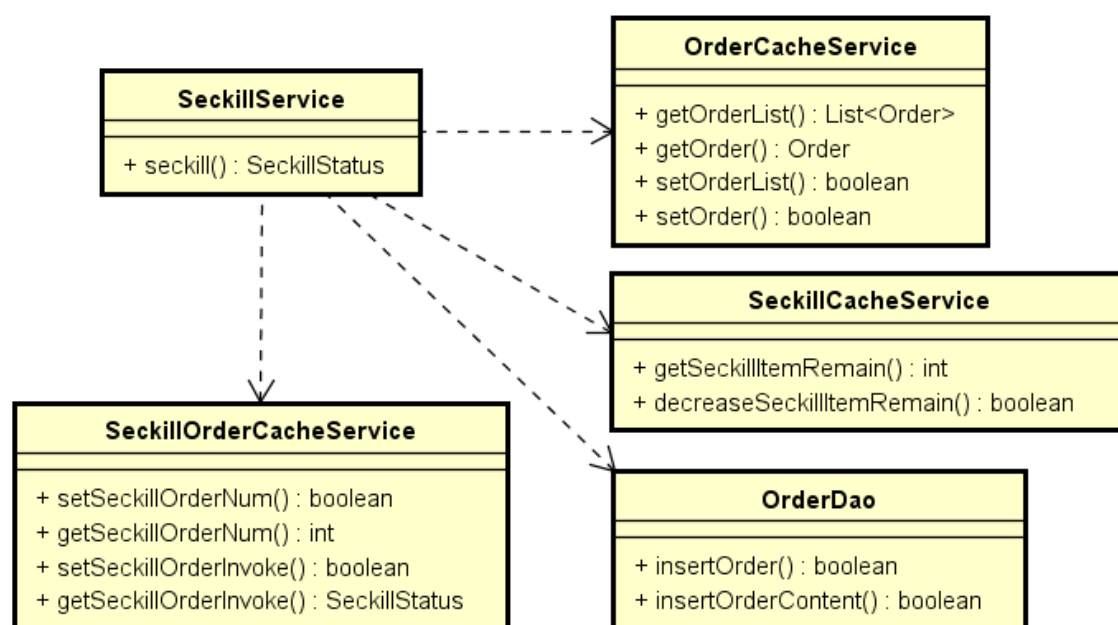 SeckillService
+ seckill() : SeckillStatus
OrderCacheService
+ getOrderList() : List<Order>
+ getOrder() : Order
+ setOrderList() : boolean
+ setOrder() : boolean
SeckillCacheService
+ getSeckillItemRemain() : int
+ decreaseSeckillItemRemain() : boolean
SeckillOrderCacheService
+ setSeckillOrderNum() : boolean
+ getSeckillOrderNum() : int
+ setSeckillOrderInvoke() : boolean
+ getSeckillOrderInvoke() : SeckillStatus
OrderDao
+ insertOrder() : boolean
+ insertOrderContent() : boolean